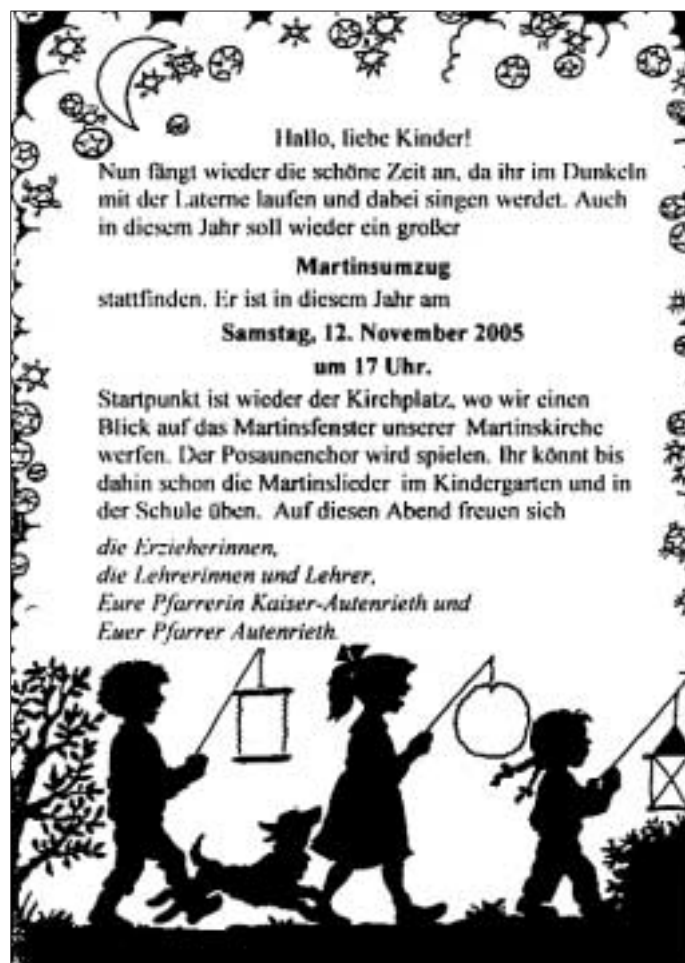 Hallo, liebe Kinder!
Nun fängt wieder die schöne Zeit an, da ihr im Dunkeln
mit der Laterne laufen und dabei singen werdet. Auch
in diesem Jahr soll wieder ein großer
Martinsumzug
stattfinden. Er ist in diesem Jahr am
Samstag, 12. November 2005
um 17 Uhr.
Startpunkt ist wieder der Kirchplatz, wo wir einen
Blick auf das Martinsfenster unserer Martinskirche
werfen. Der Posaunenchor wird spielen. Ihr könnt bis
dahin schon die Martinslieder im Kindergarten und in
der Schule üben. Auf diesen Abend freuen sich
die Erzieherinnen,
die Lehrerinnen und Lehrer,
Eure Pfarrerin Kaiser-Autenrieth und
Euer Pfarrer Autenrieth.